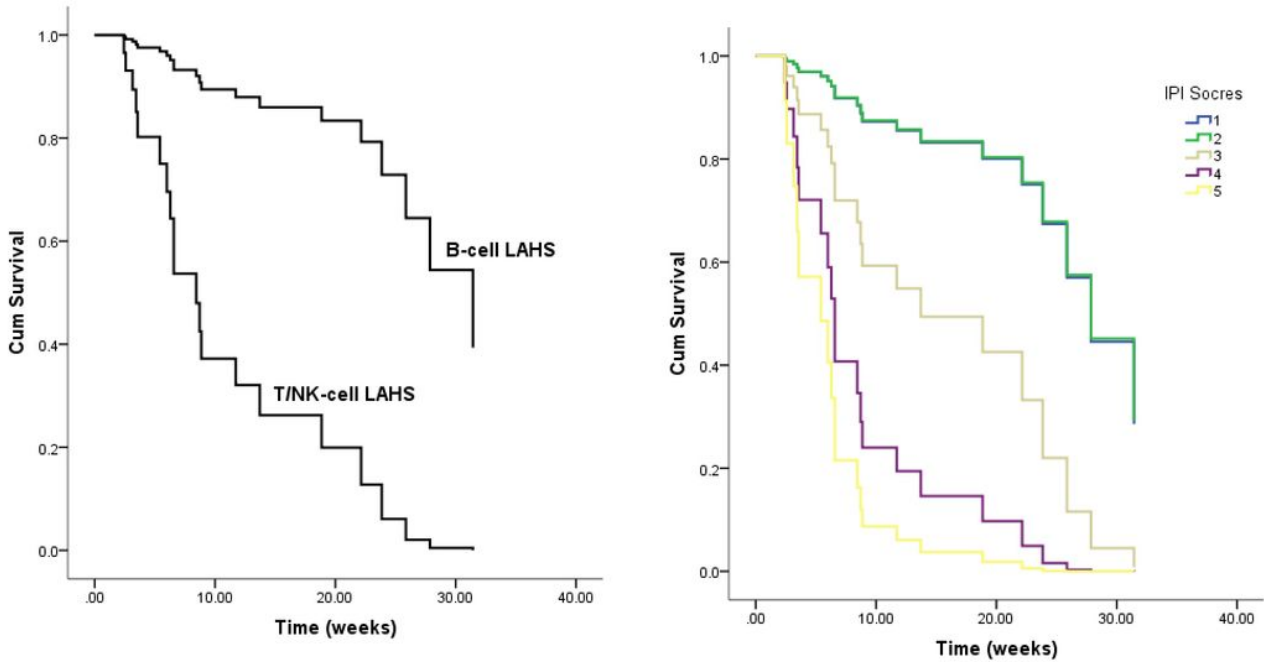 Cum Survival
1.0
0.8
0.6
0.4
0.2
0.0
B-cell LAHS
T/NK-cell LAHS
.00 10.00 20.00 30.00 40.00
Time (weeks)
Cum Survival
1.0
0.8
0.6
0.4
0.2
0.0
IPI Socres
1
2
3
4
5
.00 10.00 20.00 30.00 40.00
Time (weeks)